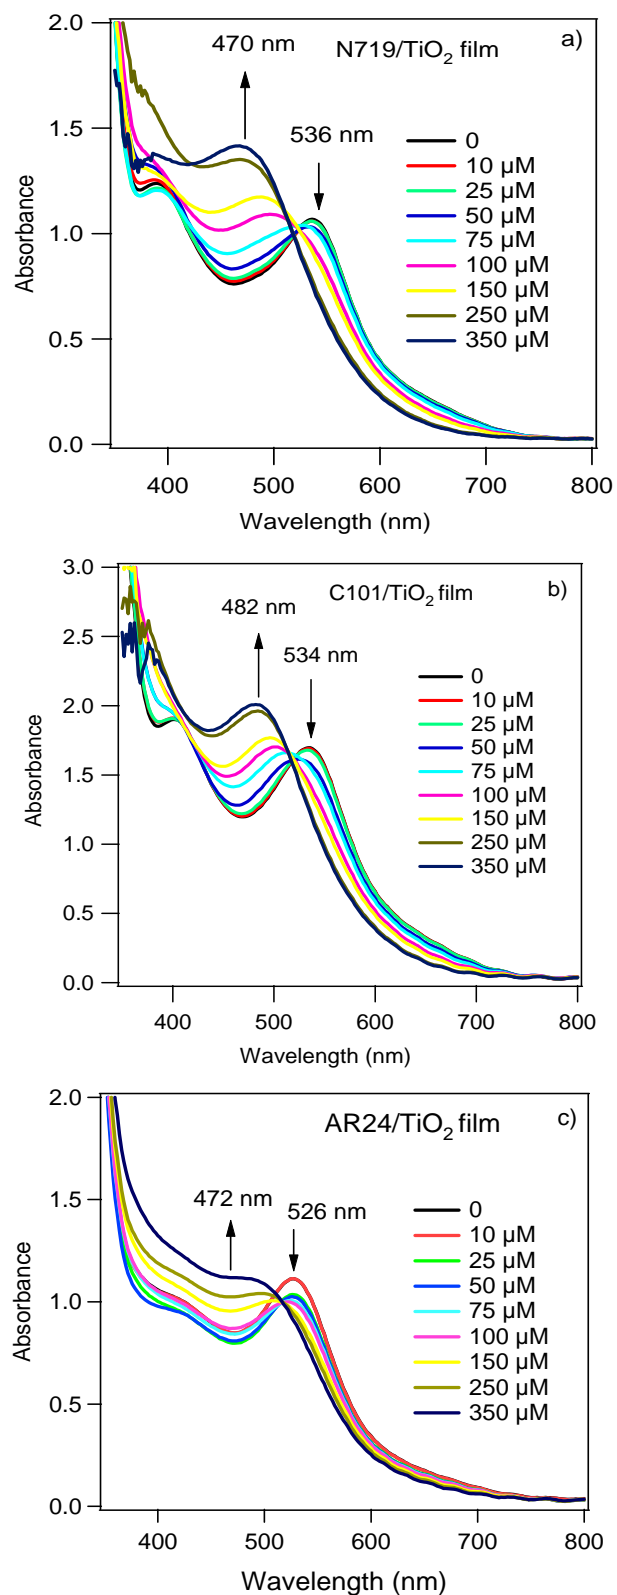 a)
N719/TiO2 film
470 nm
536 nm
0
10 µM
25 µM
50 µM
75 µM
100 µM
150 µM
250 µM
350 µM
Absorbance
2.0
1.5
1.0
0.5
0.0
400 500 600 700 800
Wavelength (nm)
b)
C101/TiO2 film
482 nm
534 nm
0
10 µM
25 µM
50 µM
75 µM
100 µM
150 µM
250 µM
350 µM
Absorbance
3.0
2.5
2.0
1.5
1.0
0.5
0.0
400 500 600 700 800
Wavelength (nm)
c)
AR24/TiO2 film
472 nm
526 nm
0
10 µM
25 µM
50 µM
75 µM
100 µM
150 µM
250 µM
350 µM
Absorbance
2.0
1.5
1.0
0.5
0.0
400 500 600 700 800
Wavelength (nm)